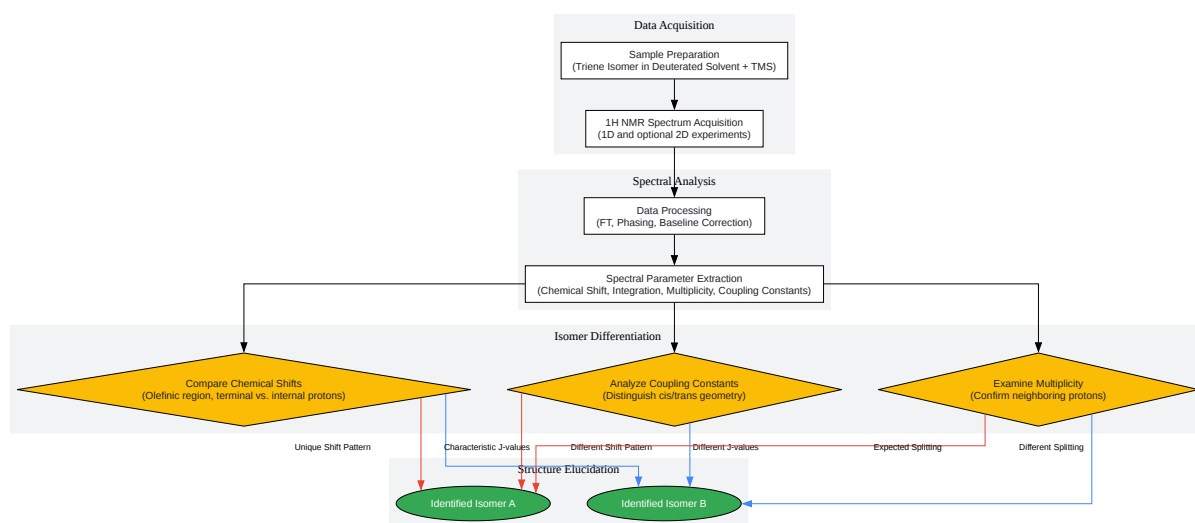 Data Acquisition
Sample Preparation
(Triene Isomer in Deuterated Solvent + TMS)
1H NMR Spectrum Acquisition
(1D and optional 2D experiments)
Spectral Analysis
Data Processing
(FT, Phasing, Baseline Correction)
Spectral Parameter Extraction
(Chemical Shift, Integration, Multiplicity, Coupling Constants)
Isomer Differentiation
Compare Chemical Shifts
(Olefinic region, terminal vs. internal protons)
Analyze Coupling Constants
(Distinguish cis/trans geometry)
Examine Multiplicity
(Confirm neighboring protons)
Unique Shift Pattern
Characteristic J-values
Different Shift Pattern
Different J-values
Expected Splitting
Different Splitting
Structure Elucidation
Identified Isomer A
Identified Isomer B